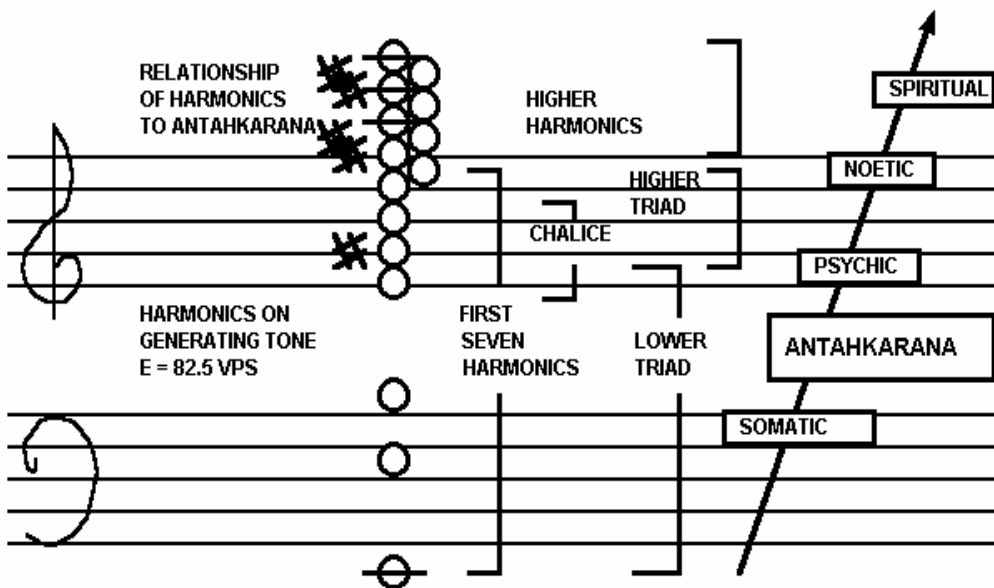 RELATIONSHIP
OF HARMONICS
TO ANTAHKARANA
HIGHER
HARMONICS
SPIRITUAL
NOETIC
HIGHER
TRIAD
CHALICE
PSYCHIC
HARMONICS ON
GENERATING TONE
E = 82.5 VPS
FIRST
SEVEN
HARMONICS
LOWER
TRIAD
ANTAHKARANA
SOMATIC